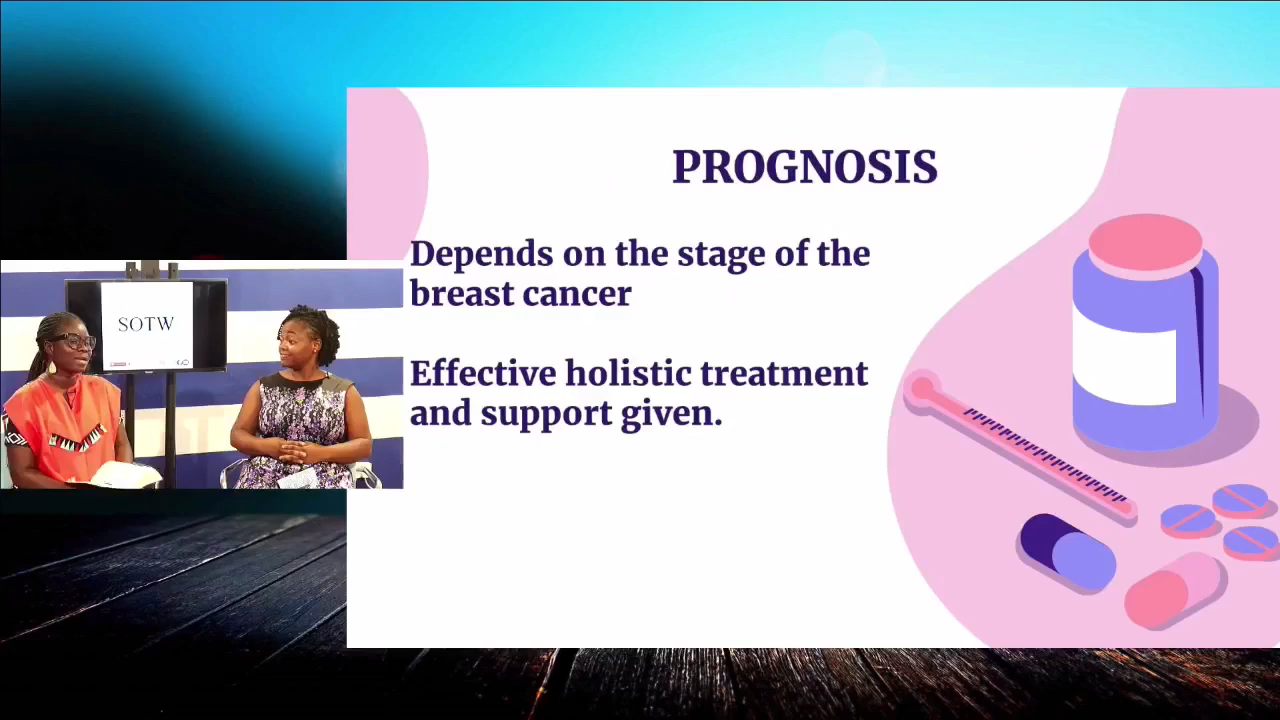 PROGNOSIS
Depends on the stage of the
breast cancer
Effective holistic treatment
and support given.
SOTW